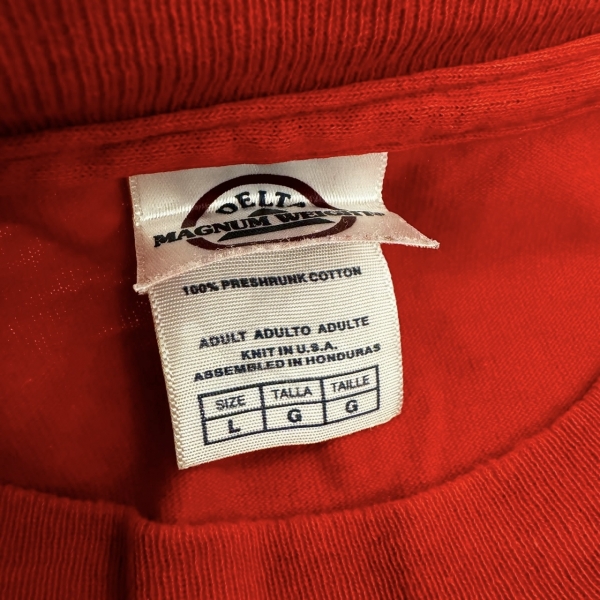 DELTA
MAGNUM WEIGHT
100% PRESHRUNK COTTON
ADULT ADULTO ADULTE
KNIT IN U.S.A.
ASSEMBLED IN HONDURAS
SIZE TALLA TAILLE
L G G